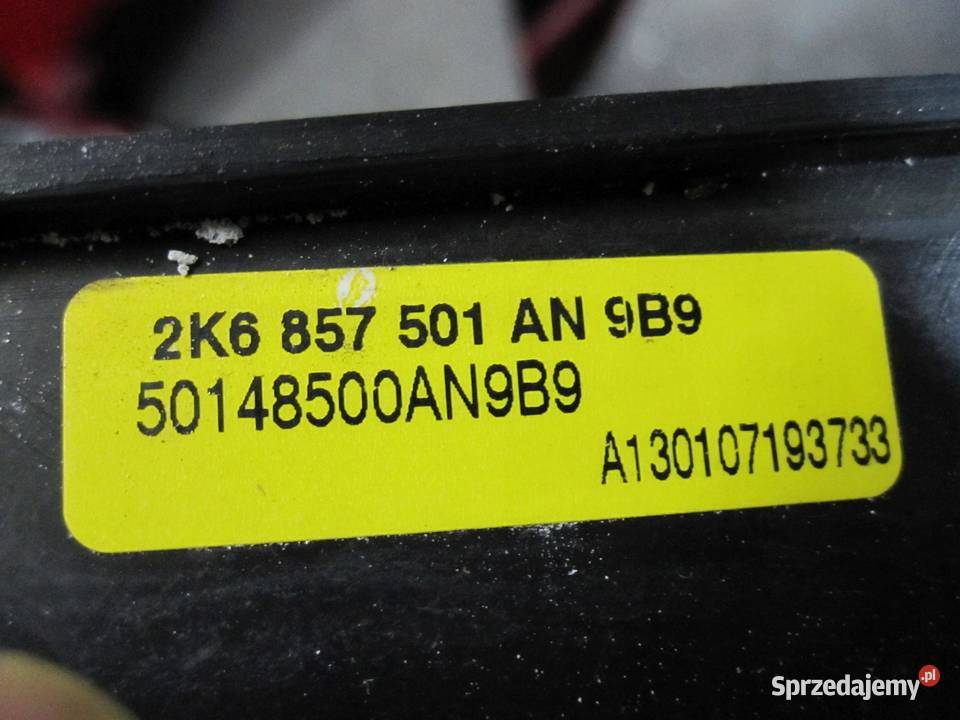 2K6 857 501 AN 9B9
50148500AN9B9
A130107193733
Sprzedajemy.pl